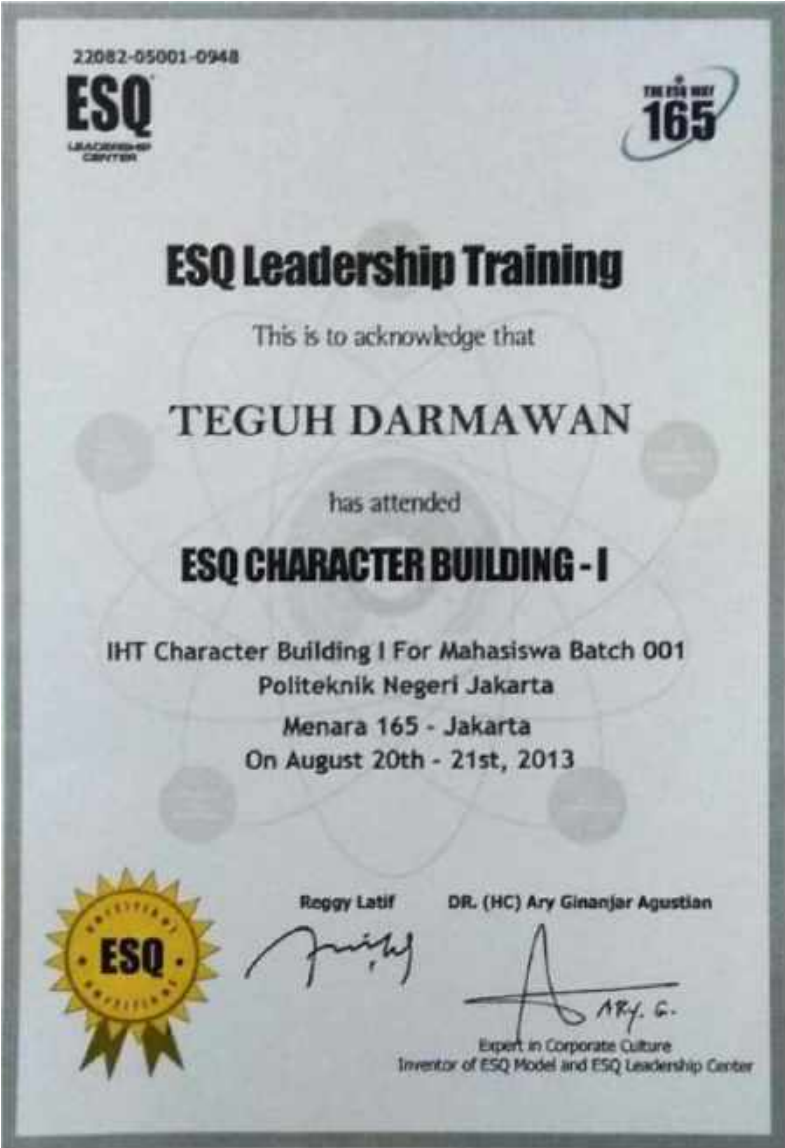 22082-05001-0948
ESQ
LEADERSHIP
CENTER
THE ESQ WAY
165
ESQ Leadership Training
This is to acknowledge that
TEGUH DARMAWAN
has attended
ESQ CHARACTER BUILDING - I
IHT Character Building I For Mahasiswa Batch 001
Politeknik Negeri Jakarta
Menara 165 - Jakarta
On August 20th - 21st, 2013
Reggy Latif
DR. (HC) Ary Ginanjar Agustian
ESQ
ARY. G.
Expert in Corporate Culture
Inventor of ESQ Model and ESQ Leadership Center